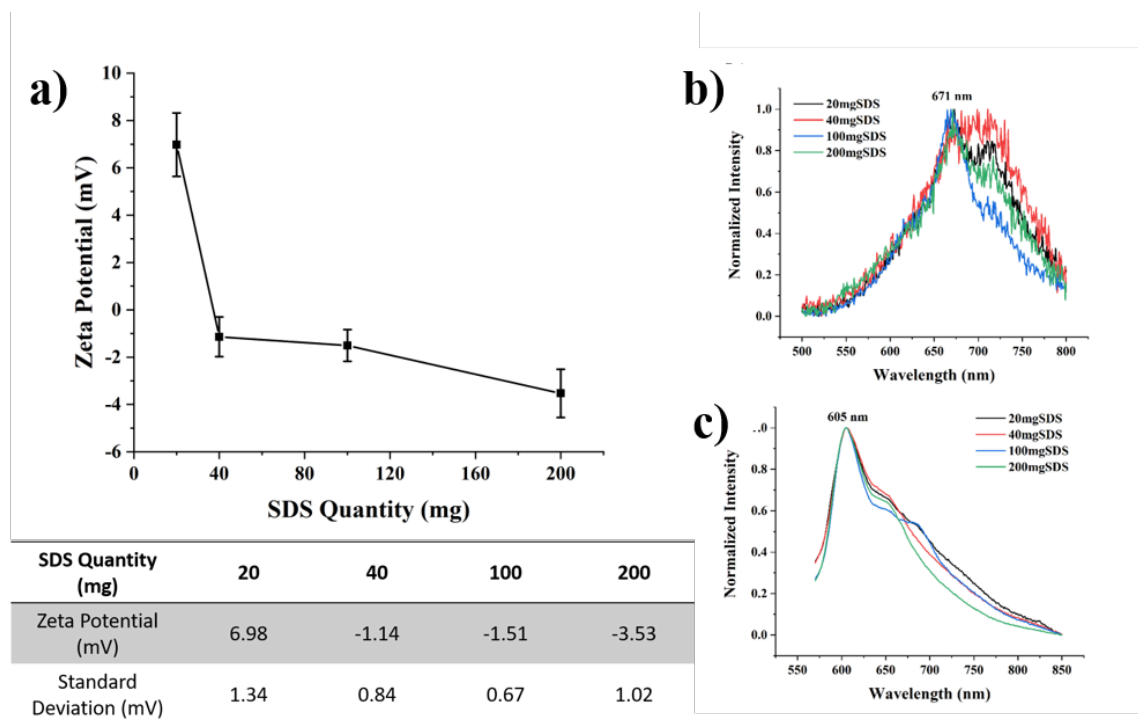 a)
Zeta Potential (mV)
10
8
6
4
2
0
-2
-4
-6
0 40 80 120 160 200
SDS Quantity (mg)
SDS Quantity (mg) 20 40 100 200
Zeta Potential (mV) 6.98 -1.14 -1.51 -3.53
Standard Deviation (mV) 1.34 0.84 0.67 1.02
b)
671 nm
20mgSDS
40mgSDS
100mgSDS
200mgSDS
Normalized Intensity
1.0
0.8
0.6
0.4
0.2
0.0
500 550 600 650 700 750 800
Wavelength (nm)
c)
605 nm
20mgSDS
40mgSDS
100mgSDS
200mgSDS
Normalized Intensity
.0
0.8
0.6
0.4
0.2
0.0
550 600 650 700 750 800 850
Wavelength (nm)